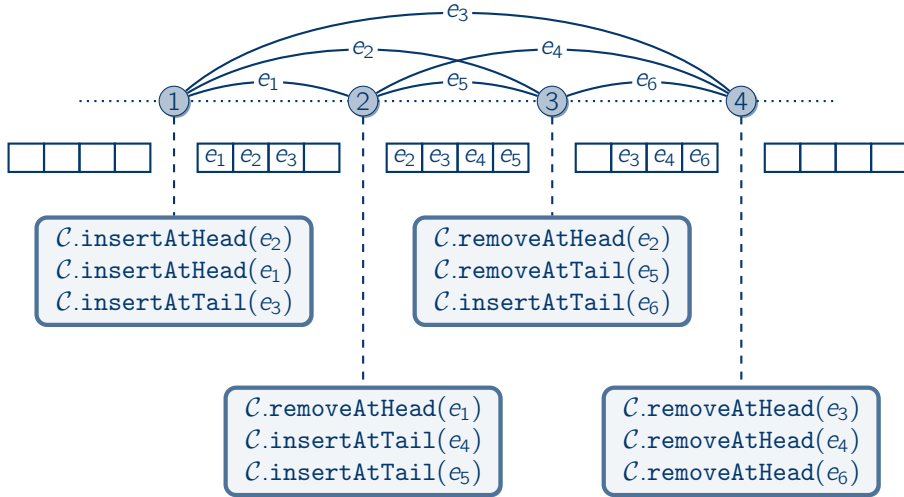 e₃
e₂ e₄
e₁ e₅ e₆
1 2 3 4
e₁ e₂ e₃ e₂ e₃ e₄ e₅ e₃ e₄ e₆
𝒞.insertAtHead(e₂)
𝒞.insertAtHead(e₁)
𝒞.insertAtTail(e₃)
𝒞.removeAtHead(e₂)
𝒞.removeAtTail(e₅)
𝒞.insertAtTail(e₆)
𝒞.removeAtHead(e₁)
𝒞.insertAtTail(e₄)
𝒞.insertAtTail(e₅)
𝒞.removeAtHead(e₃)
𝒞.removeAtHead(e₄)
𝒞.removeAtHead(e₆)